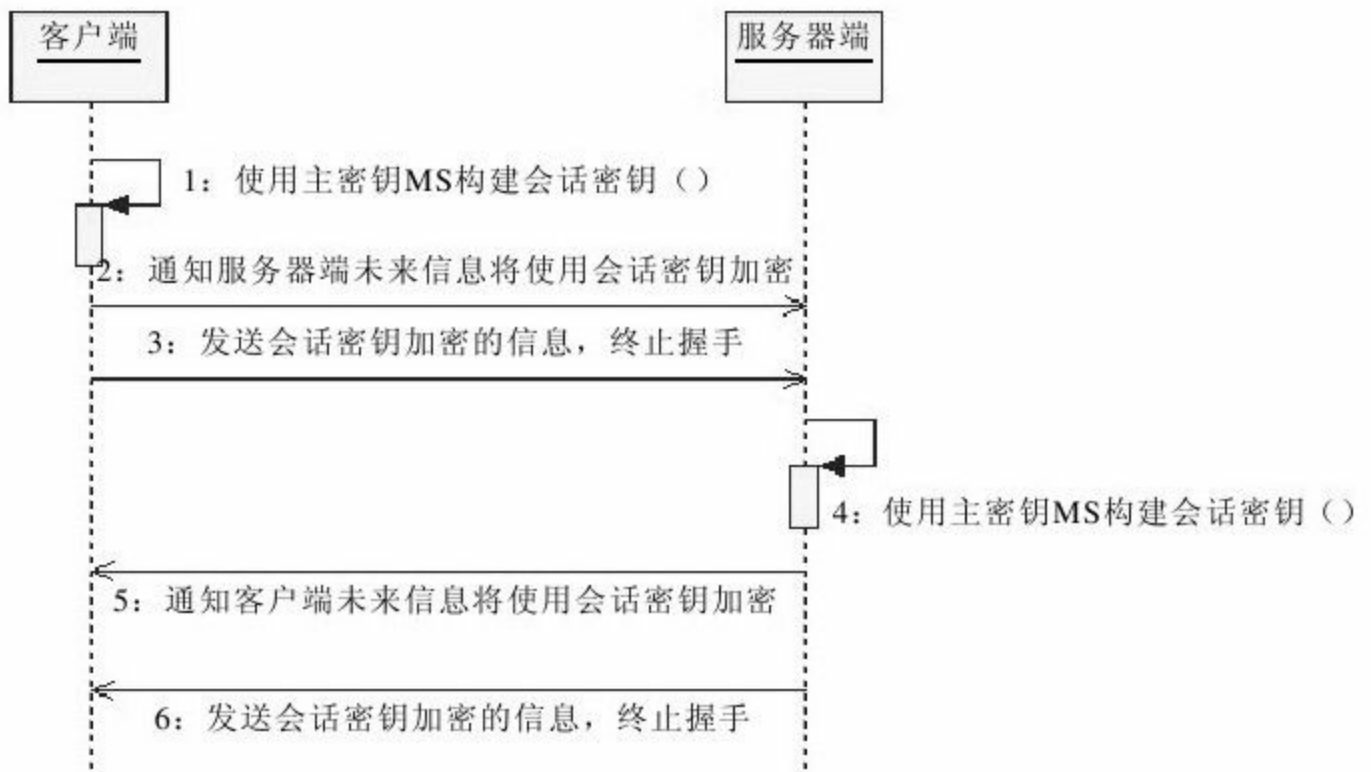 客户端
服务器端
1：使用主密钥MS构建会话密钥（）
2：通知服务器端未来信息将使用会话密钥加密
3：发送会话密钥加密的信息，终止握手
4：使用主密钥MS构建会话密钥（）
5：通知客户端未来信息将使用会话密钥加密
6：发送会话密钥加密的信息，终止握手